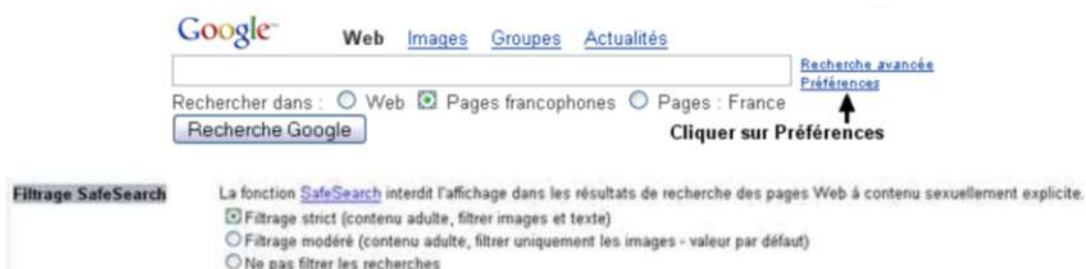 Google Web Images Groupes Actualités
Recherche avancée
Préférences
Rechercher dans : Web Pages francophones Pages : France
Recherche Google Cliquer sur Préférences
Filtrage SafeSearch La fonction SafeSearch interdit l'affichage dans les résultats de recherche des pages Web à contenu sexuellement explicite.
Filtrage strict (contenu adulte, filtrer images et texte)
Filtrage modéré (contenu adulte, filtrer uniquement les images - valeur par défaut)
Ne pas filtrer les recherches